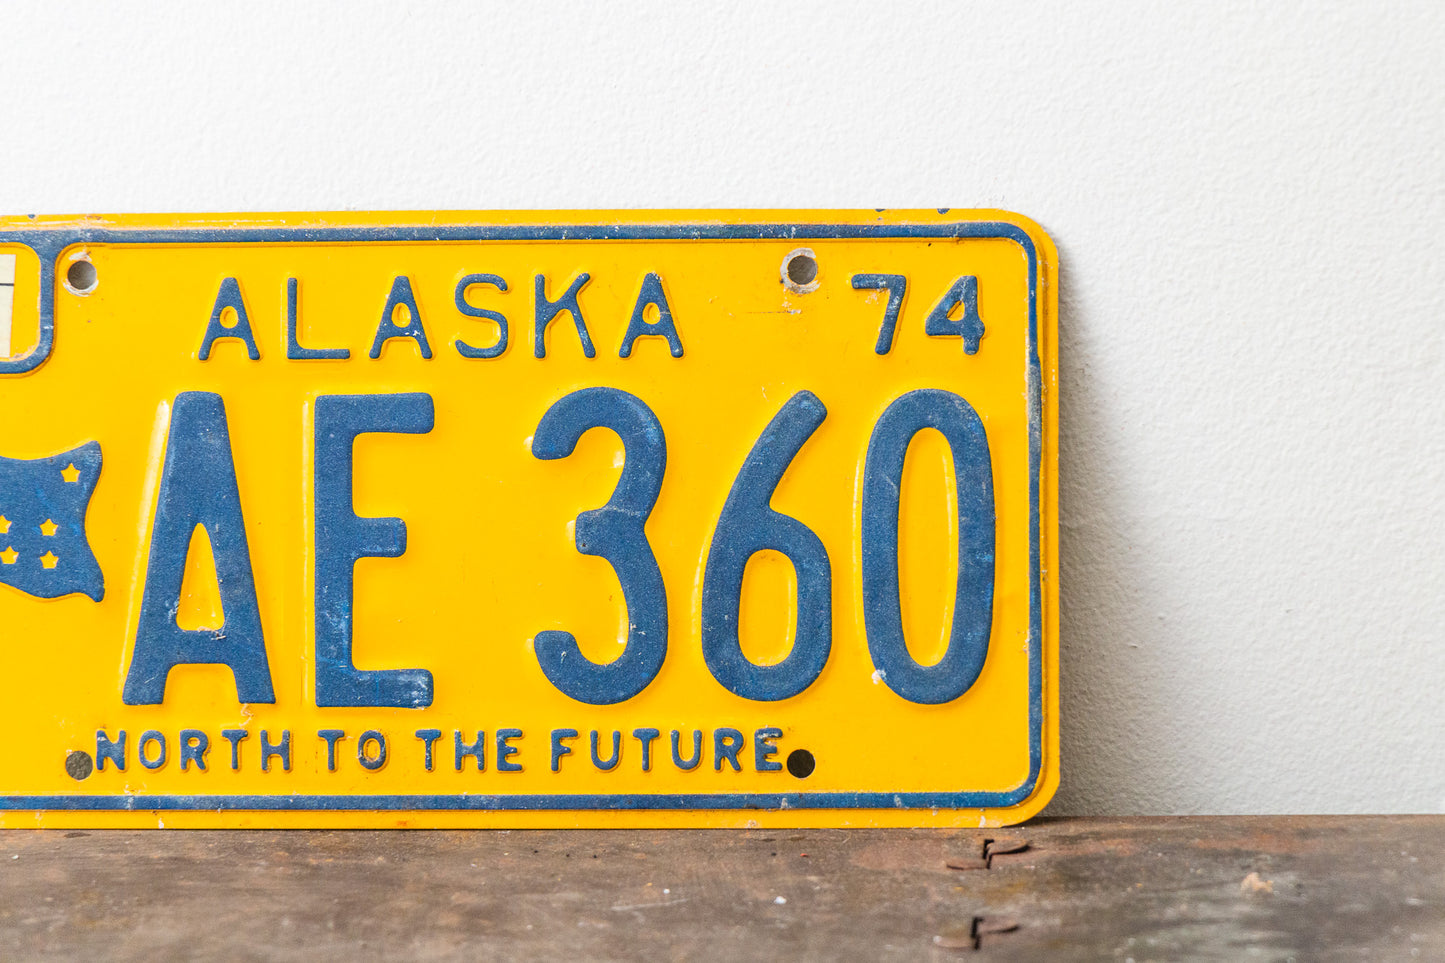 ALASKA 74
AE 360
NORTH TO THE FUTURE